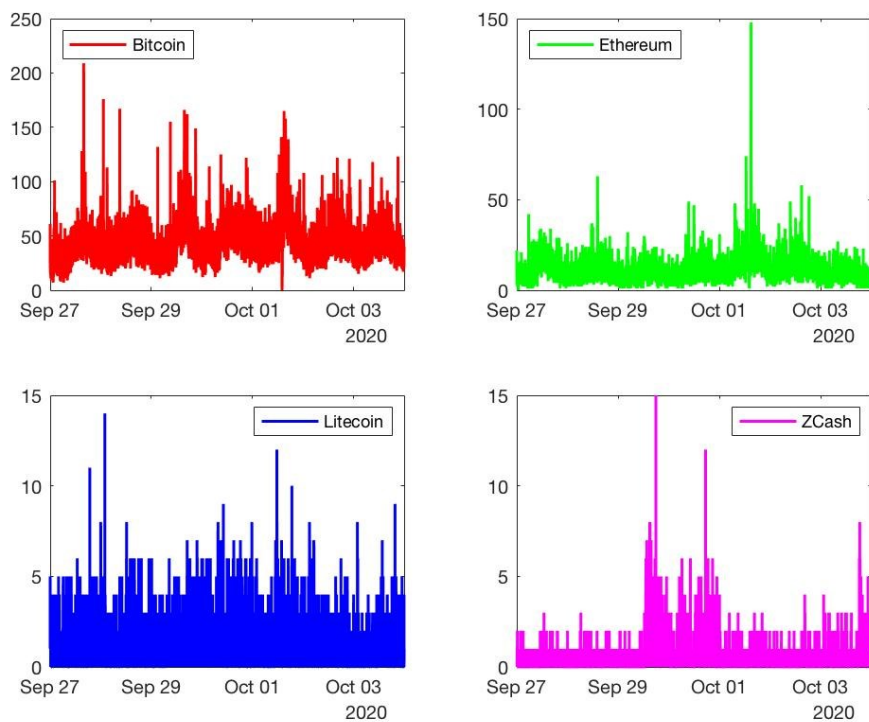 250
Bitcoin
200
150
100
50
0
Sep 27
Sep 29
Oct 01
Oct 03
2020
150
Ethereum
100
50
0
Sep 27
Sep 29
Oct 01
Oct 03
2020
15
Litecoin
10
5
0
Sep 27
Sep 29
Oct 01
Oct 03
2020
15
ZCash
10
5
0
Sep 27
Sep 29
Oct 01
Oct 03
2020